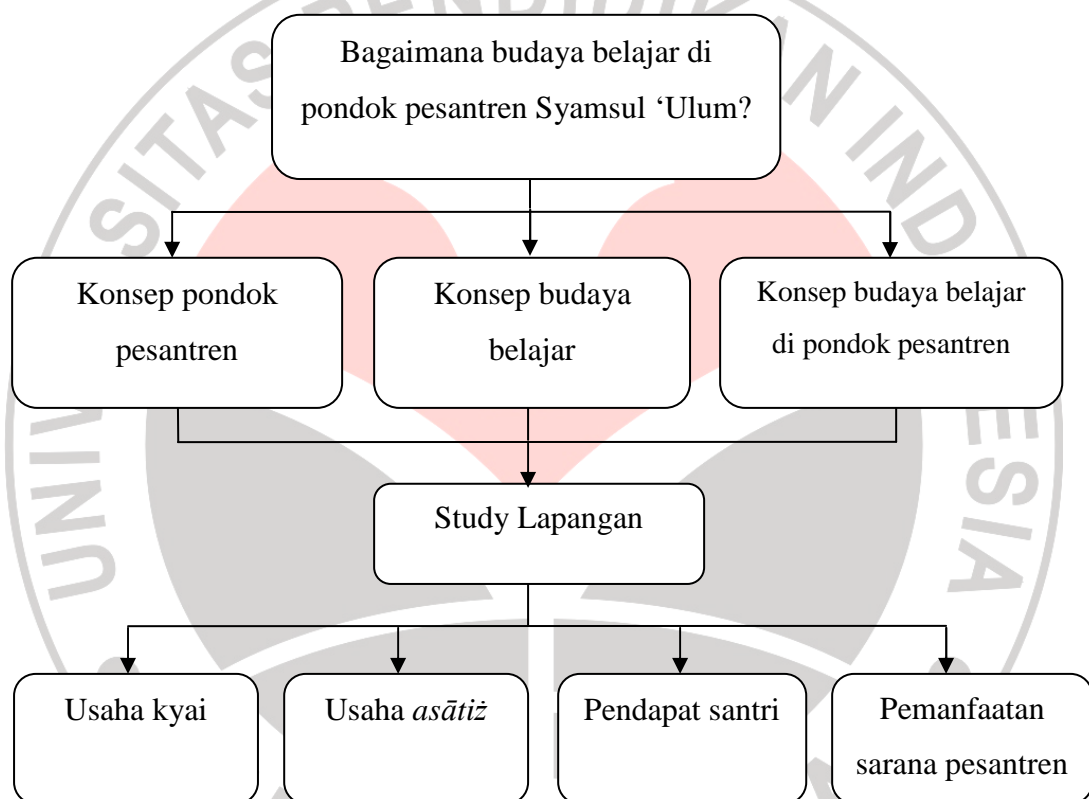 Bagaimana budaya belajar di
pondok pesantren Syamsul ‘Ulum?
Konsep pondok
pesantren
Konsep budaya
belajar
Konsep budaya belajar
di pondok pesantren
Study Lapangan
Usaha kyai
Usaha asātiż
Pendapat santri
Pemanfaatan
sarana pesantren